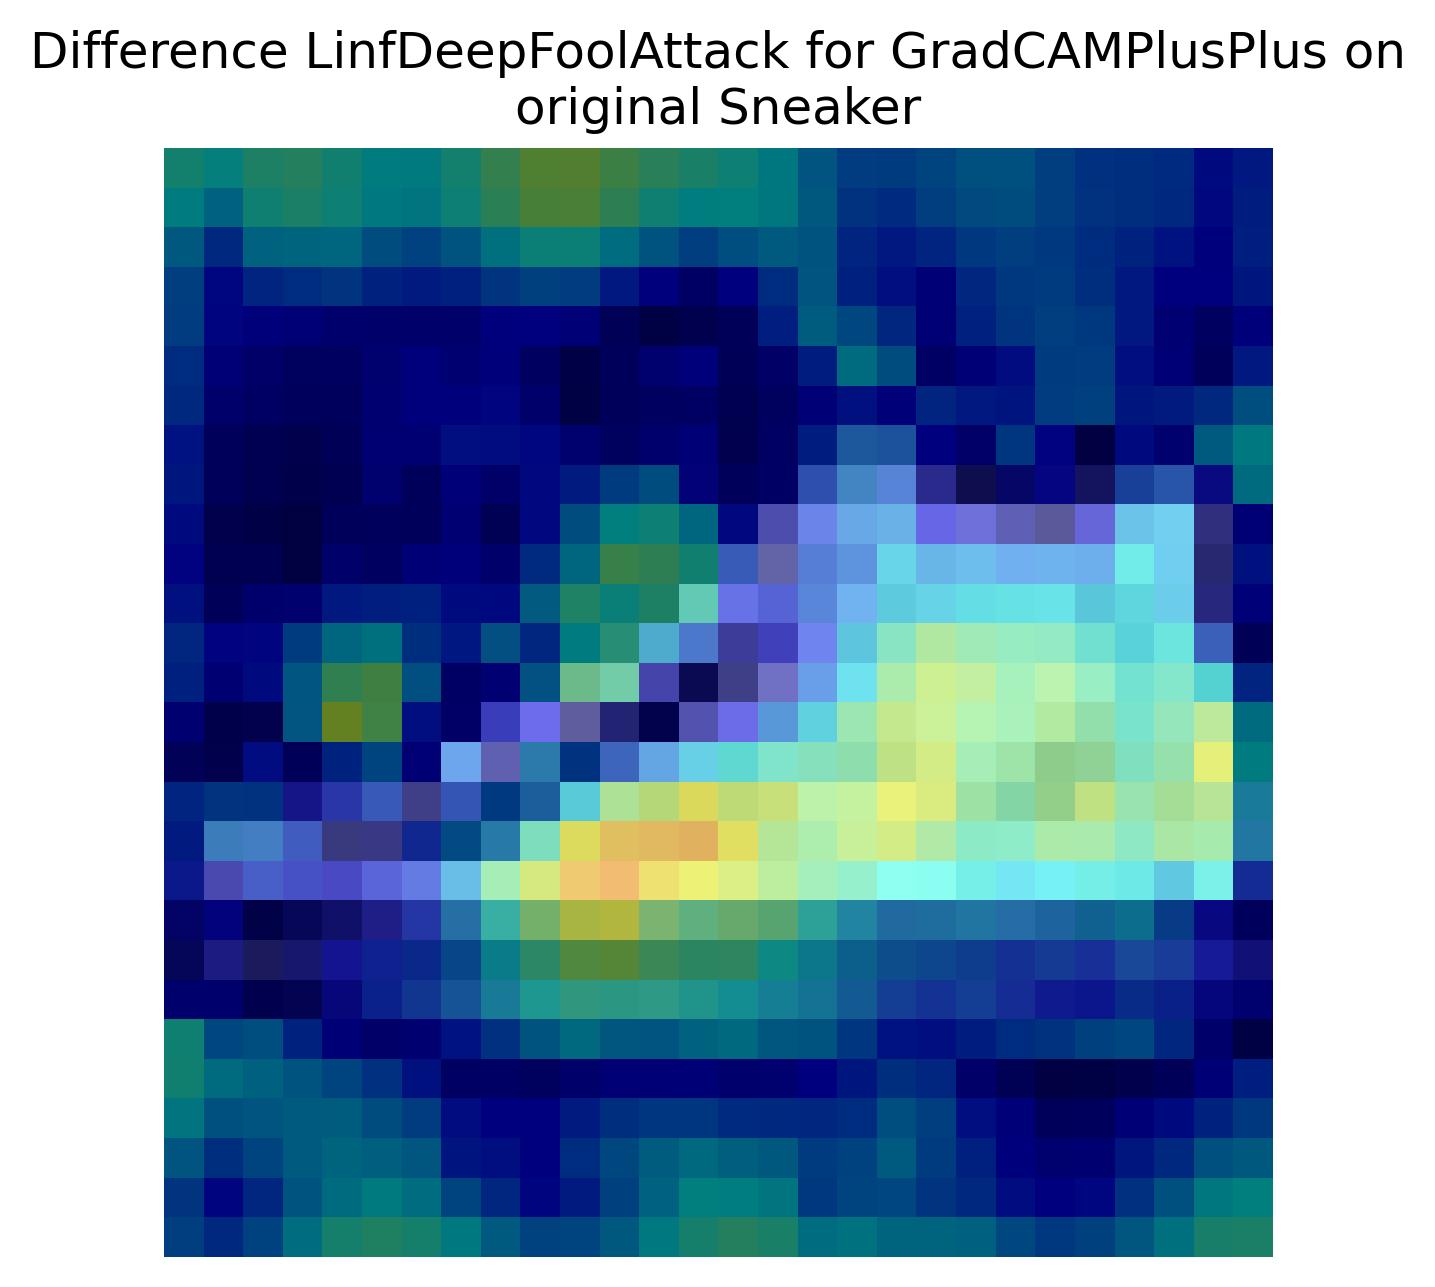 Difference LinfDeepFoolAttack for GradCAMPlusPlus on
original Sneaker